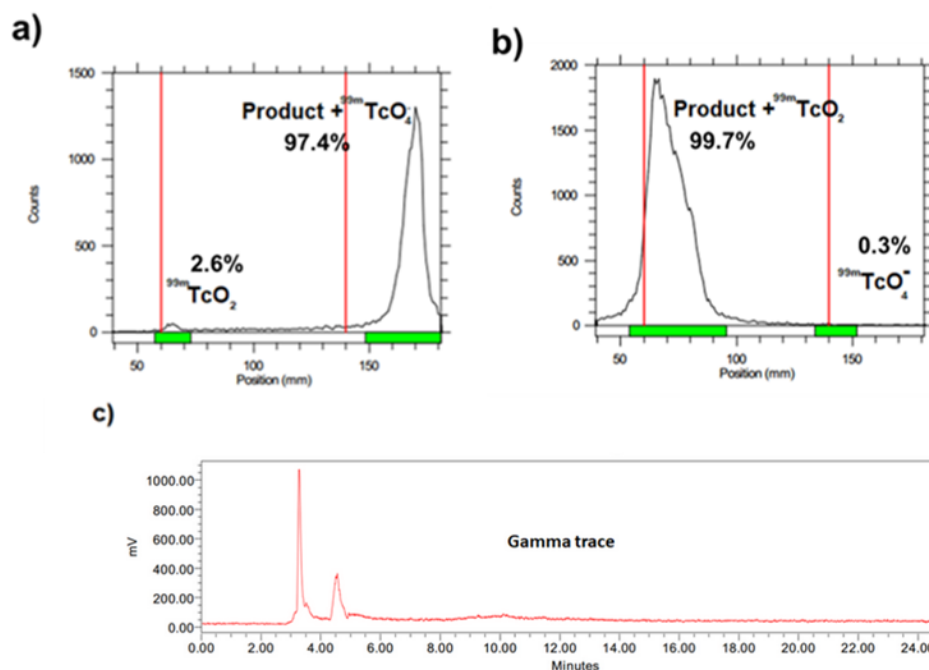 a)
1500
1000
500
0
Counts
Product + ⁹⁹ᵐTcO₄⁻
97.4%
2.6%
⁹⁹ᵐTcO₂
50 100 150
Position (mm)
b)
2000
1500
1000
500
0
Counts
Product + ⁹⁹ᵐTcO₂
99.7%
0.3%
⁹⁹ᵐTcO₄⁻
50 100 150
Position (mm)
c)
1000.00
800.00
600.00
400.00
200.00
0.00
mV
Gamma trace
0.00 2.00 4.00 6.00 8.00 10.00 12.00 14.00 16.00 18.00 20.00 22.00 24.00
Minutes